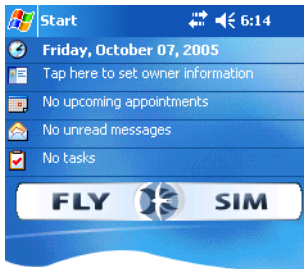 Start 6:14
Friday, October 07, 2005
Tap here to set owner information
No upcoming appointments
No unread messages
No tasks
FLY SIM